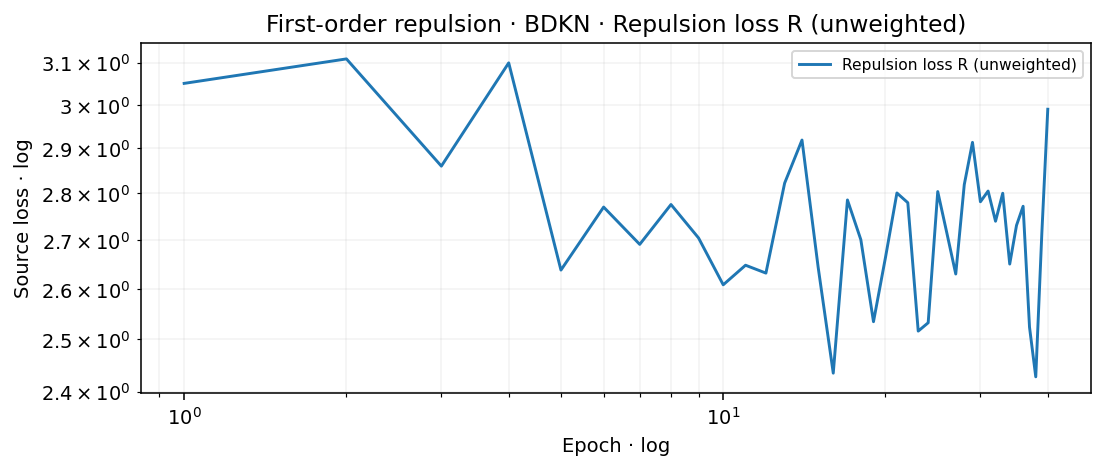 First-order repulsion · BDKN · Repulsion loss R (unweighted)
Repulsion loss R (unweighted)
Source loss · log
3.1 × 10⁰
3 × 10⁰
2.9 × 10⁰
2.8 × 10⁰
2.7 × 10⁰
2.6 × 10⁰
2.5 × 10⁰
2.4 × 10⁰
10⁰
10¹
Epoch · log